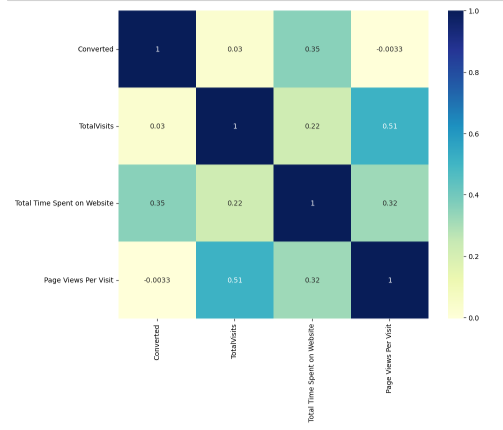 Converted 1 0.03 0.35 -0.0033
TotalVisits 0.03 1 0.22 0.51
Total Time Spent on Website 0.35 0.22 1 0.32
Page Views Per Visit -0.0033 0.51 0.32 1
Converted
TotalVisits
Total Time Spent on Website
Page Views Per Visit
1.0
0.8
0.6
0.4
0.2
0.0